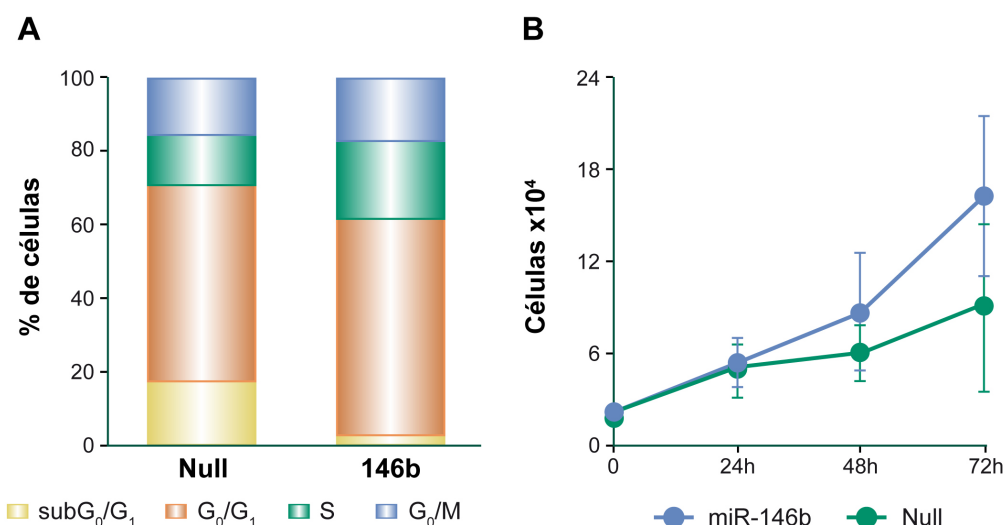 A
B
% de células
100
80
60
40
20
0
Null
146b
subG₀/G₁
G₀/G₁
S
G₀/M
Células x10⁴
24
18
12
6
0
0
24h
48h
72h
miR-146b
Null